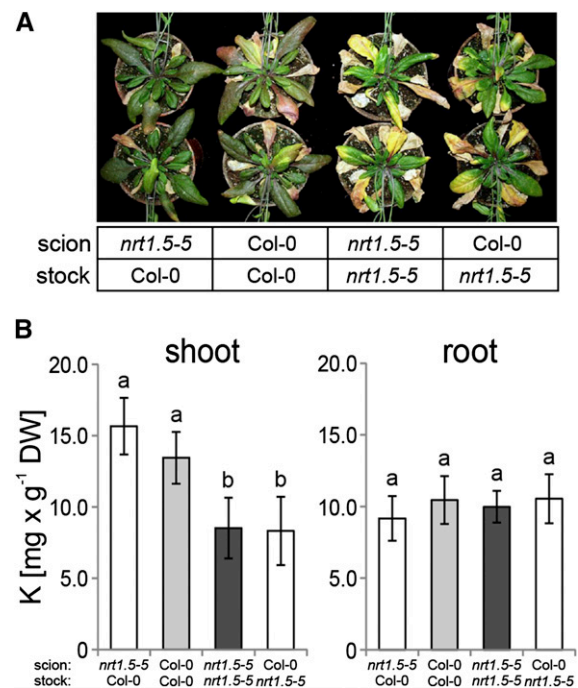 A
scion nrt1.5-5 Col-0 nrt1.5-5 Col-0
stock Col-0 Col-0 nrt1.5-5 nrt1.5-5
B
shoot root
K [mg x g⁻¹ DW]
20.0 20.0
15.0 15.0
10.0 10.0
5.0 5.0
0 0
a a b b
a a a a
scion: nrt1.5-5 Col-0 nrt1.5-5 Col-0 nrt1.5-5 Col-0 nrt1.5-5 Col-0
stock: Col-0 Col-0 nrt1.5-5 nrt1.5-5 Col-0 Col-0 nrt1.5-5 nrt1.5-5